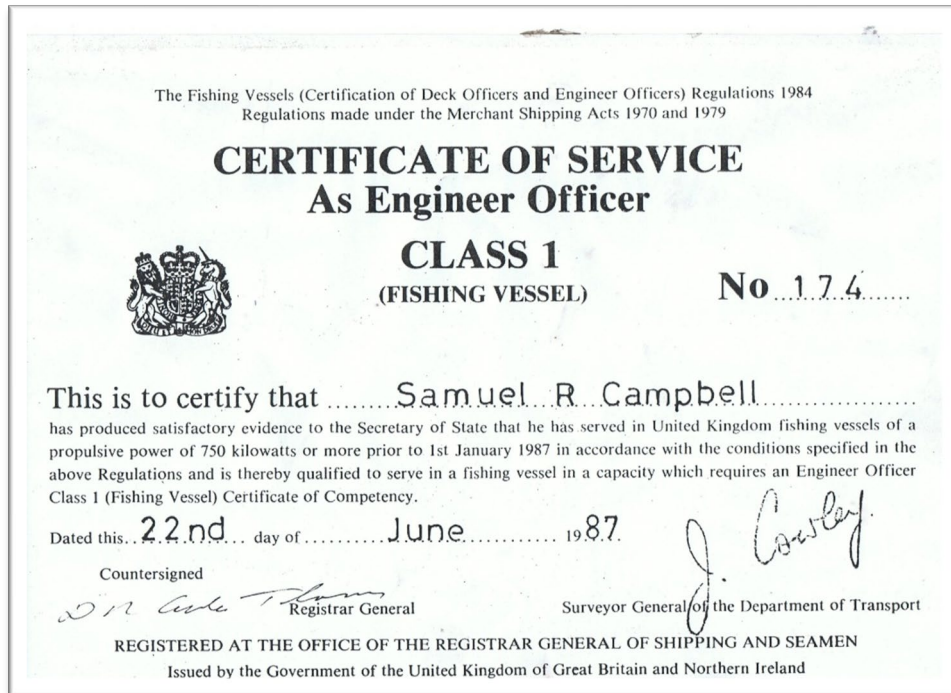 The Fishing Vessels (Certification of Deck Officers and Engineer Officers) Regulations 1984
Regulations made under the Merchant Shipping Acts 1970 and 1979
CERTIFICATE OF SERVICE
As Engineer Officer
CLASS 1
(FISHING VESSEL)
No...174......
This is to certify that .......Samuel R Campbell...............
has produced satisfactory evidence to the Secretary of State that he has served in United Kingdom fishing vessels of a
propulsive power of 750 kilowatts or more prior to 1st January 1987 in accordance with the conditions specified in the
above Regulations and is thereby qualified to serve in a fishing vessel in a capacity which requires an Engineer Officer
Class 1 (Fishing Vessel) Certificate of Competency.
Dated this..22nd... day of ..........June............ 1987.
J. Cowley.
Countersigned
Registrar General
Surveyor General of the Department of Transport
REGISTERED AT THE OFFICE OF THE REGISTRAR GENERAL OF SHIPPING AND SEAMEN
Issued by the Government of the United Kingdom of Great Britain and Northern Ireland